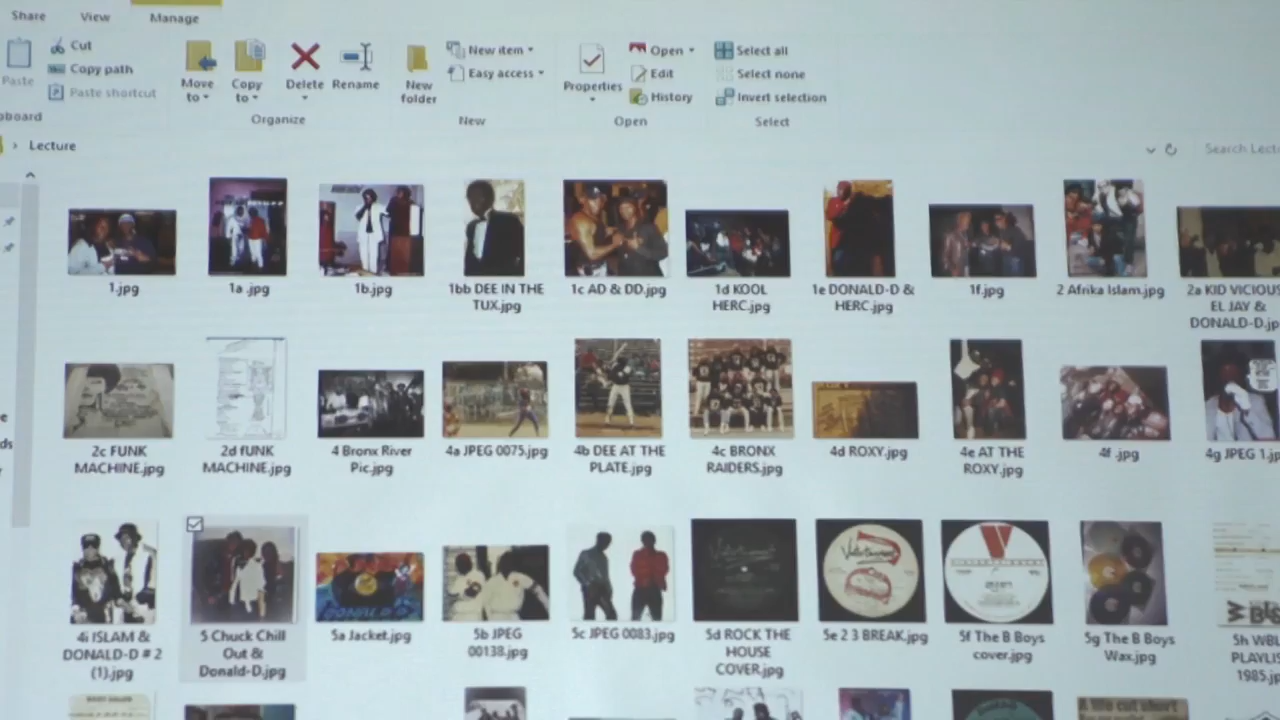 Share View Manage
Paste
Cut
Copy path
Paste shortcut
Move to
Copy to
Delete
Rename
New folder
New item
Easy access
Properties
Open
Edit
History
Select all
Select none
Invert selection
Organize New Open Select
Lecture
1.jpg
1a .jpg
1b.jpg
1bb DEE IN THE
TUX.jpg
1c AD & DD.jpg
1d KOOL
HERC.jpg
1e DONALD-D &
HERC.jpg
1f.jpg
2 Afrika Islam.jpg
2a KID VICIOUS
EL JAY &
DONALD-D.jp
2c FUNK
MACHINE.jpg
2d fUNK
MACHINE.jpg
4 Bronx River
Pic.jpg
4a JPEG 0075.jpg
4b DEE AT THE
PLATE.jpg
4c BRONX
RAIDERS.jpg
4d ROXY.jpg
4e AT THE
ROXY.jpg
4f .jpg
4g JPEG 1.jp
4i ISLAM &
DONALD-D # 2
(1).jpg
5 Chuck Chill
Out &
Donald-D.jpg
5a Jacket.jpg
5b JPEG
00138.jpg
5c JPEG 0083.jpg
5d ROCK THE
HOUSE
COVER.jpg
5e 2 3 BREAK.jpg
5f The B Boys
cover.jpg
5g The B Boys
Wax.jpg
5h WBL
PLAYLIS
1985.jp
A life cut short